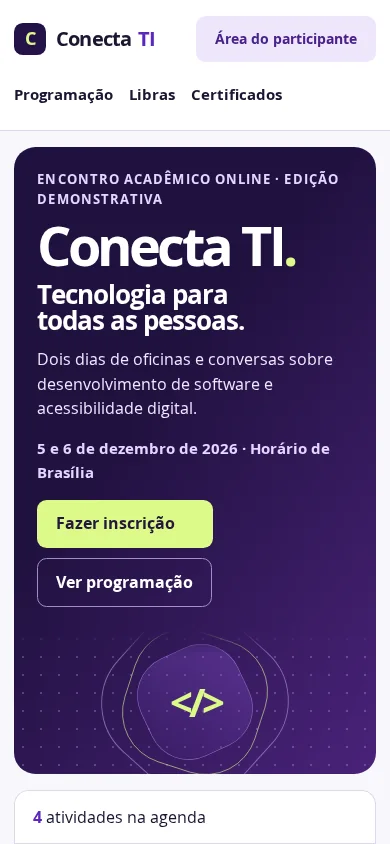 C Conecta TI
Área do participante
Programação Libras Certificados
ENCONTRO ACADÊMICO ONLINE · EDIÇÃO
DEMONSTRATIVA
Conecta TI.
Tecnologia para
todas as pessoas.
Dois dias de oficinas e conversas sobre
desenvolvimento de software e
acessibilidade digital.
5 e 6 de dezembro de 2026 · Horário de
Brasília
Fazer inscrição
Ver programação
</>
4 atividades na agenda